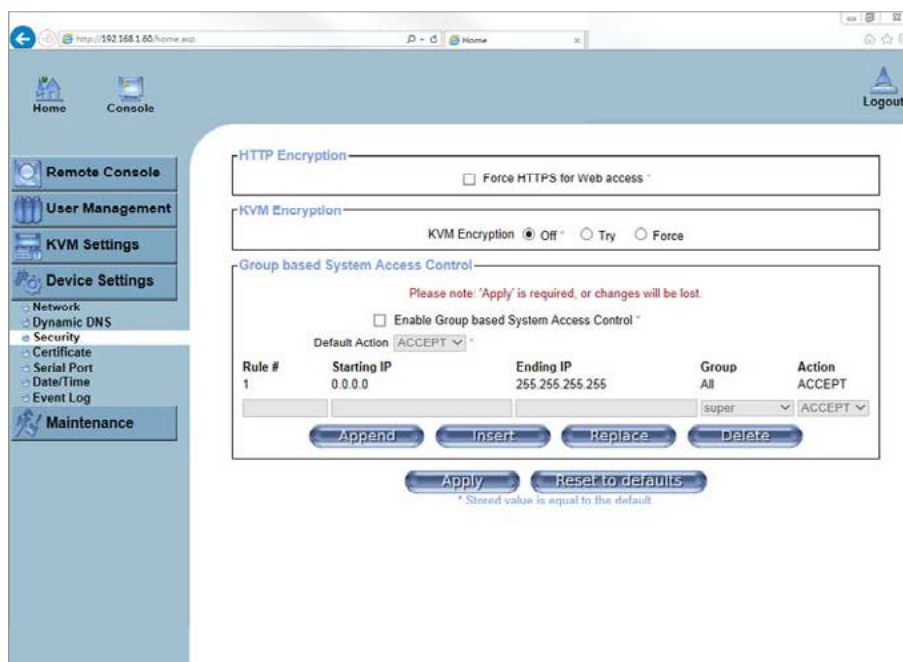 http://192.168.1.60/home.asp
Home
Home
Console
Logout
Remote Console
User Management
KVM Settings
Device Settings
Network
Dynamic DNS
Security
Certificate
Serial Port
Date/Time
Event Log
Maintenance
HTTP Encryption
Force HTTPS for Web access *
KVM Encryption
KVM Encryption Off * Try Force
Group based System Access Control
Please note: 'Apply' is required, or changes will be lost.
Enable Group based System Access Control *
Default Action ACCEPT *
Rule # Starting IP Ending IP Group Action
1 0.0.0.0 255.255.255.255 All ACCEPT
super ACCEPT
Append Insert Replace Delete
Apply Reset to defaults
* Stored value is equal to the default.